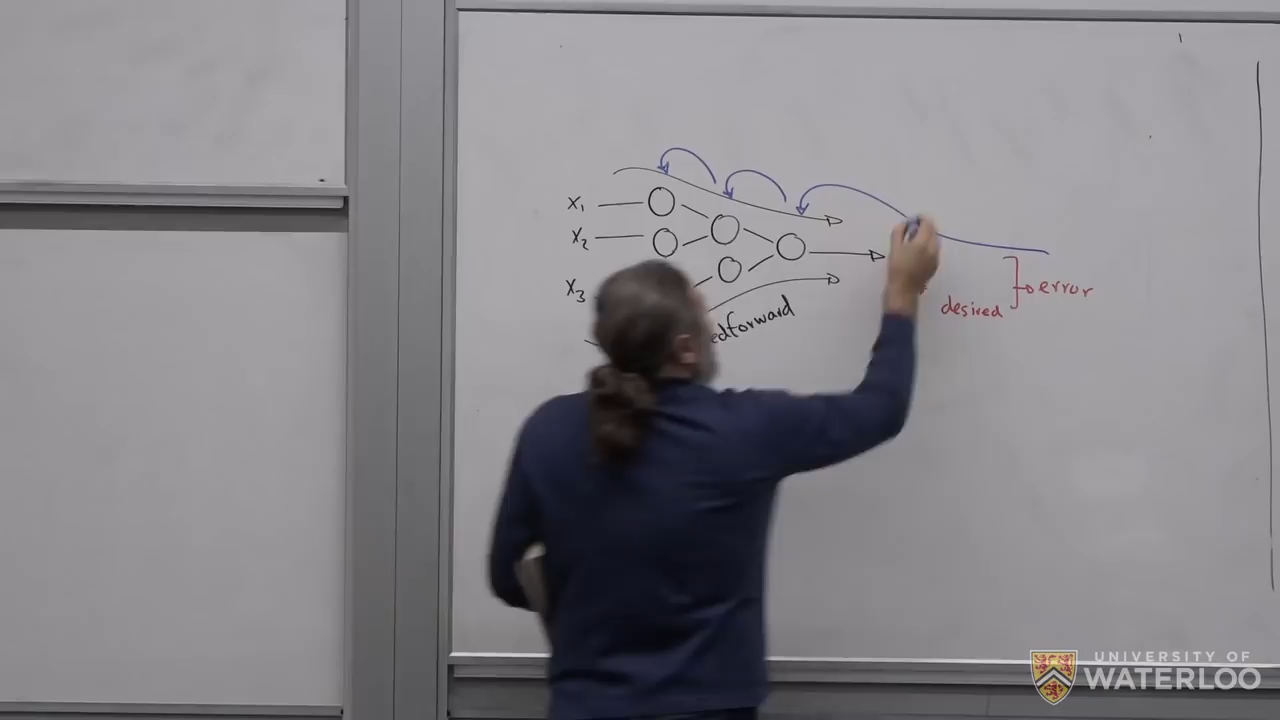 x₁
x₂
x₃
edforward
desired
error
UNIVERSITY OF
WATERLOO